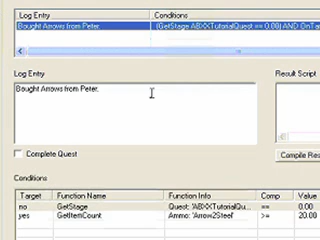 Log Entry Conditions
Bought Arrows from Peter. (GetStage ABXXTutorialQuest == 0.00) AND OnTa
Log Entry Result Script
Bought Arrows from Peter.
Complete Quest Compile Res
Conditions
Target Function Name Function Info Comp Value
no GetStage Quest: 'ABXXTutorialQu... == 0.00
yes GetItemCount Ammo: 'Arrow2Steel' >= 20.00